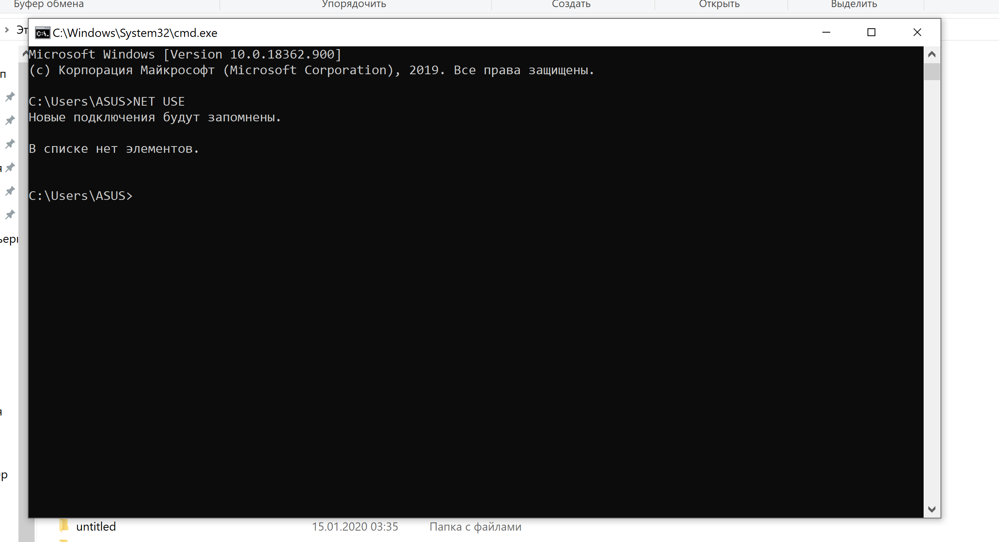 Буфер обмена
Упорядочить
Создать
Открыть
Выделить
C:\Windows\System32\cmd.exe
Microsoft Windows [Version 10.0.18362.900]
(c) Корпорация Майкрософт (Microsoft Corporation), 2019. Все права защищены.
C:\Users\ASUS>NET USE
Новые подключения будут запомнены.
В списке нет элементов.
C:\Users\ASUS>
untitled 15.01.2020 03:35 Папка с файлами